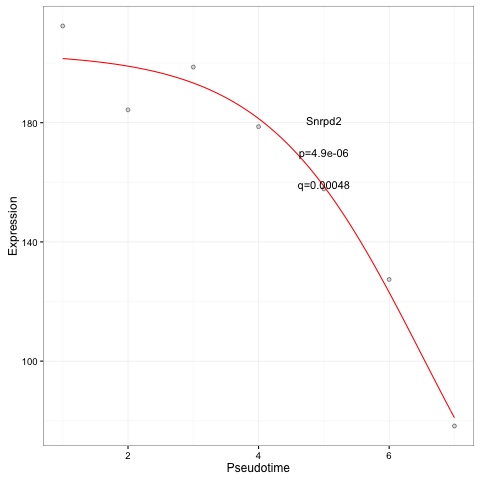 Snrpd2
p=4.9e-06
q=0.00048
180
140
100
Expression
2 4 6
Pseudotime